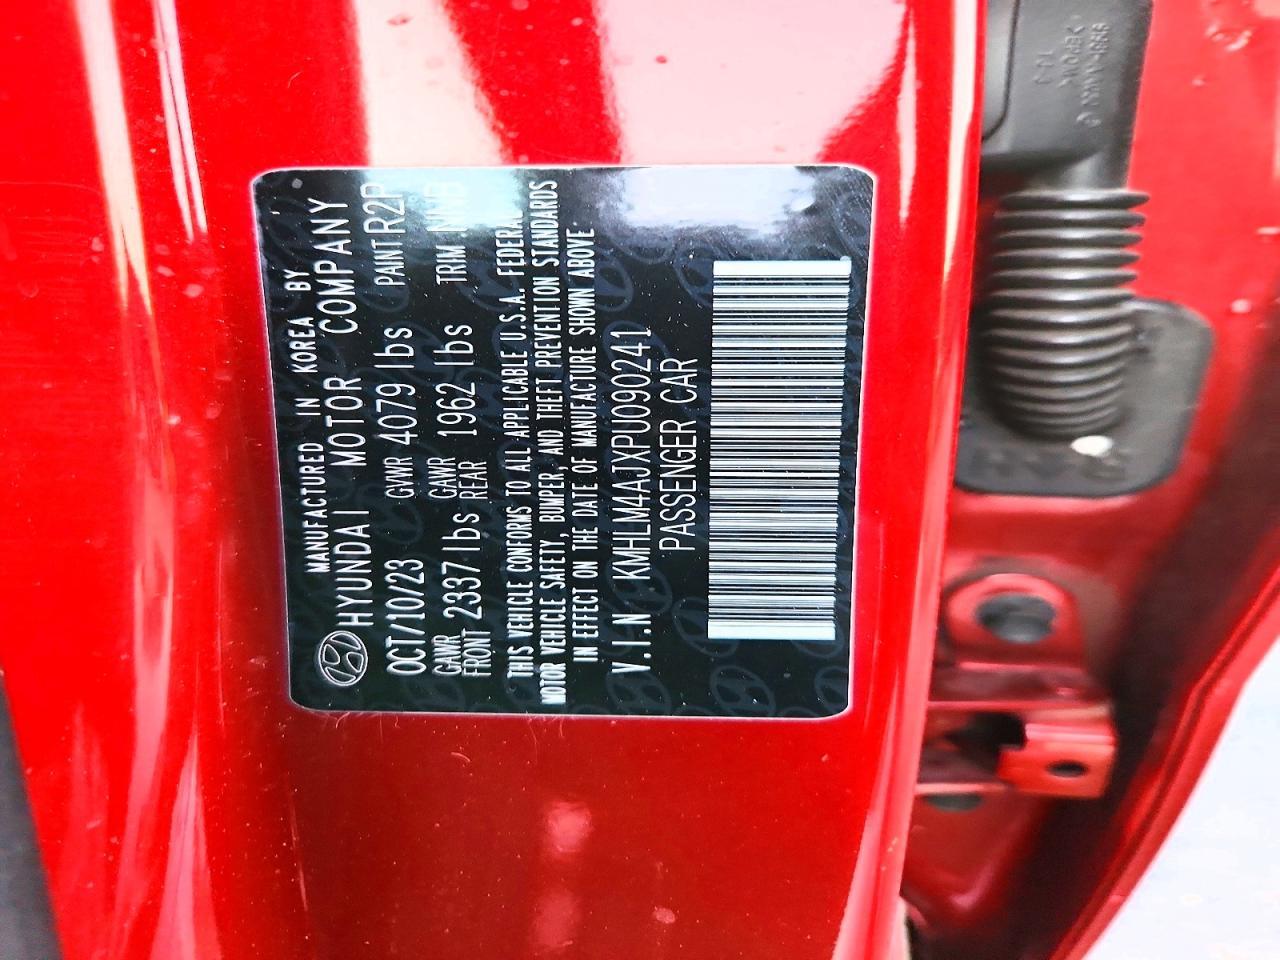 MANUFACTURED IN KOREA BY
HYUNDAI MOTOR COMPANY
OCT/10/23 GVWR 4079 lbs PAINT R2P
GAWR FRONT 2337 lbs GAWR REAR 1962 lbs TRIM NNB
THIS VEHICLE CONFORMS TO ALL APPLICABLE U.S.A. FEDERAL
MOTOR VEHICLE SAFETY, BUMPER, AND THEFT PREVENTION STANDARDS
IN EFFECT ON THE DATE OF MANUFACTURE SHOWN ABOVE
V.I.N KMHLM4AJXPU090241
PASSENGER CAR